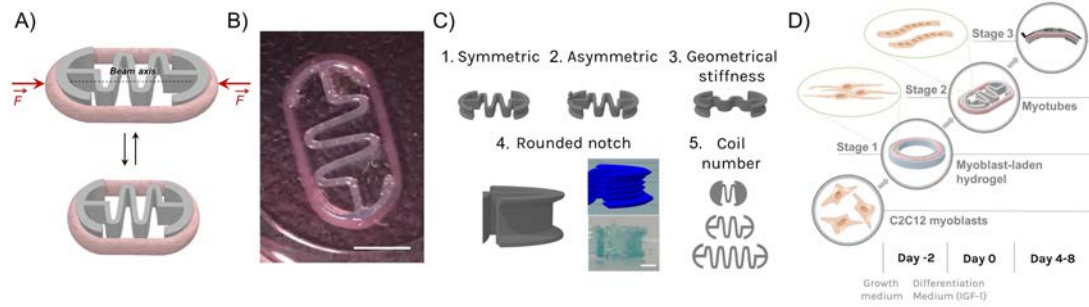 A)
Beam axis
F
F
B)
C)
1. Symmetric
2. Asymmetric
3. Geometrical
stiffness
4. Rounded notch
5. Coil
number
D)
Stage 3
Stage 2
Myotubes
Stage 1
Myoblast-laden
hydrogel
C2C12 myoblasts
Day -2
Day 0
Day 4-8
Growth
medium
Differentiation
Medium (IGF-I)